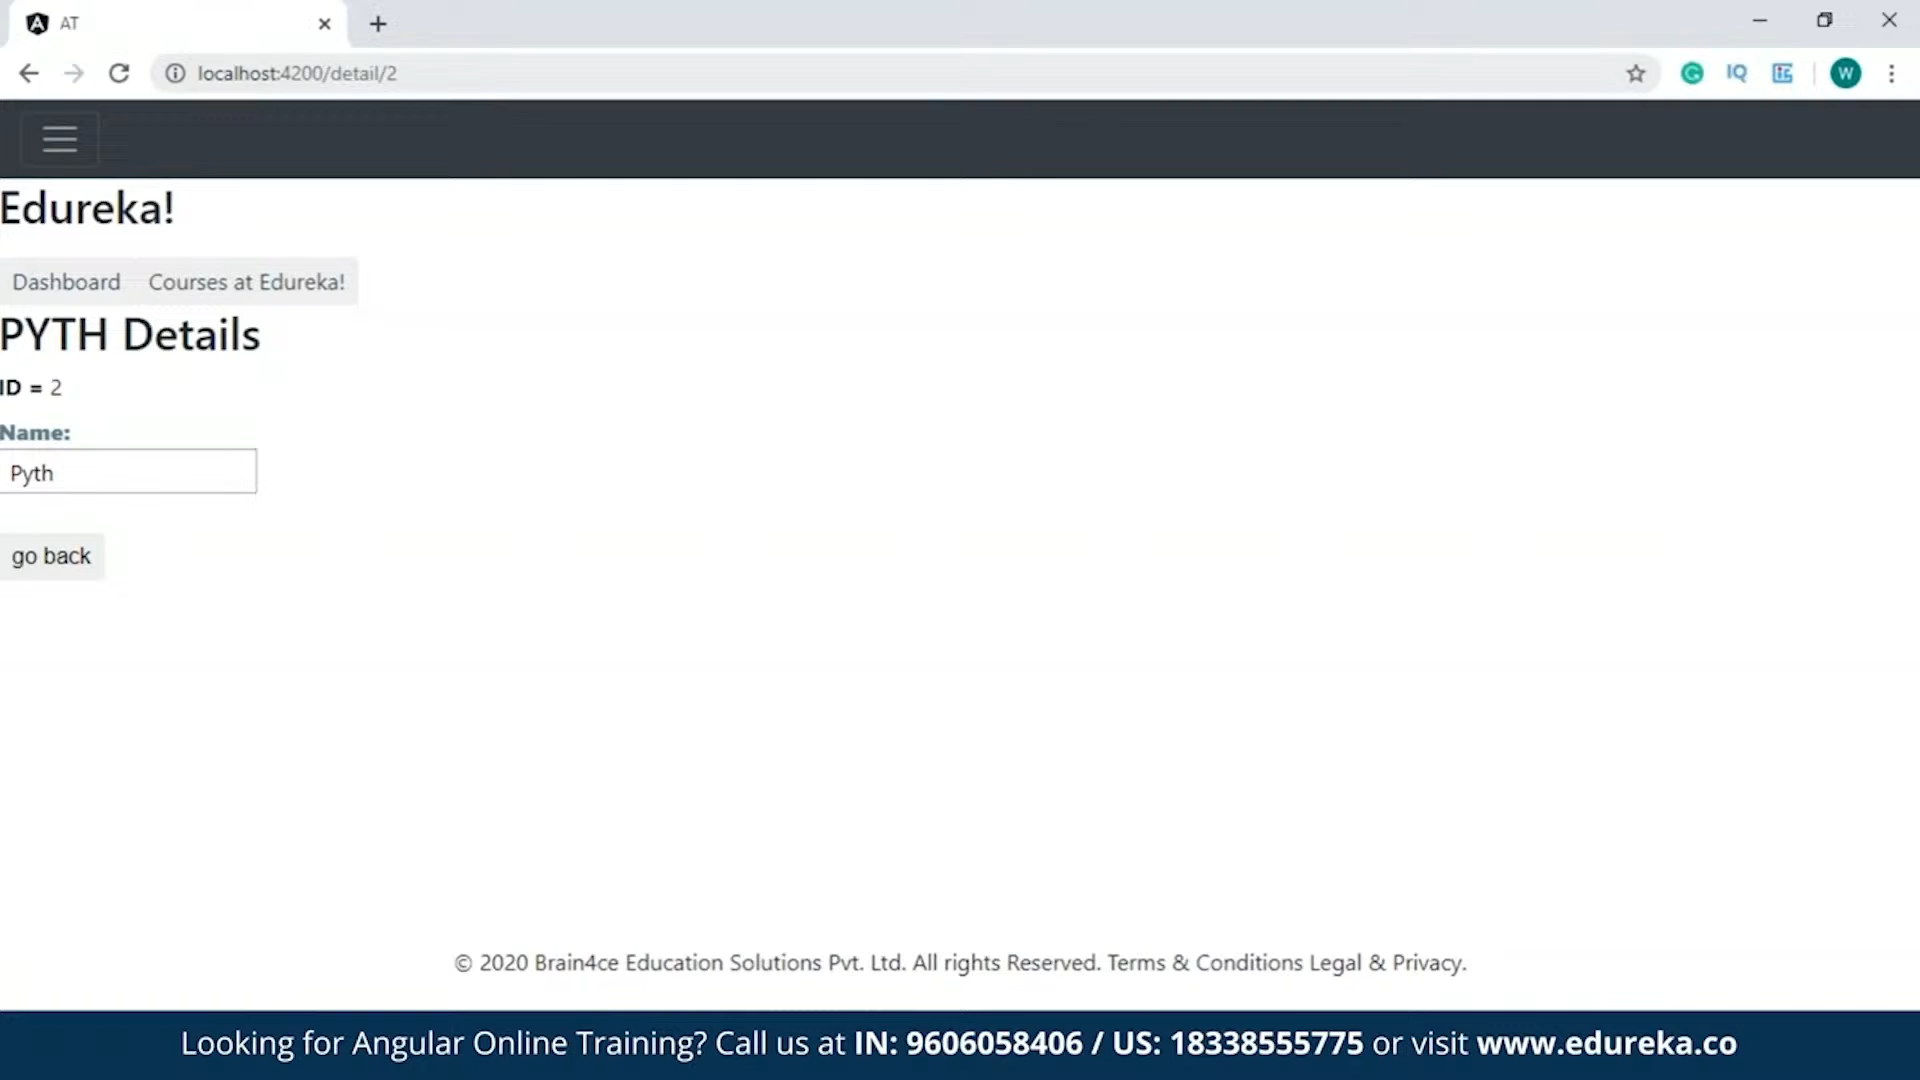 AT
localhost:4200/detail/2
IQ
W
Edureka!
Dashboard Courses at Edureka!
PYTH Details
ID = 2
Name:
Pyth
go back
© 2020 Brain4ce Education Solutions Pvt. Ltd. All rights Reserved. Terms & Conditions Legal & Privacy.
Looking for Angular Online Training? Call us at IN: 9606058406 / US: 18338555775 or visit www.edureka.co